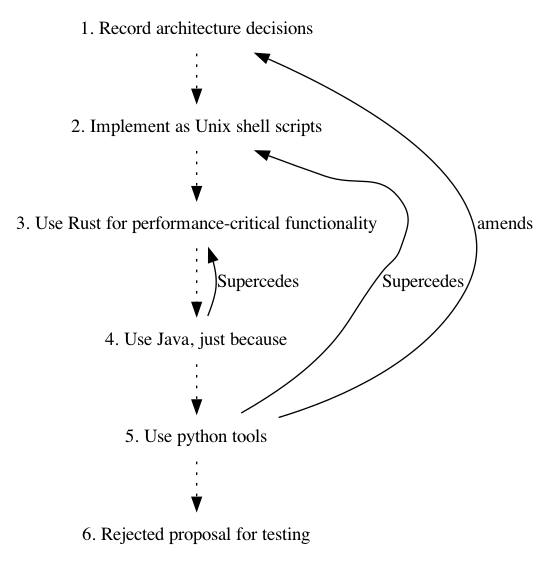 1. Record architecture decisions
2. Implement as Unix shell scripts
3. Use Rust for performance-critical functionality
amends
Supercedes
Supercedes
4. Use Java, just because
5. Use python tools
6. Rejected proposal for testing